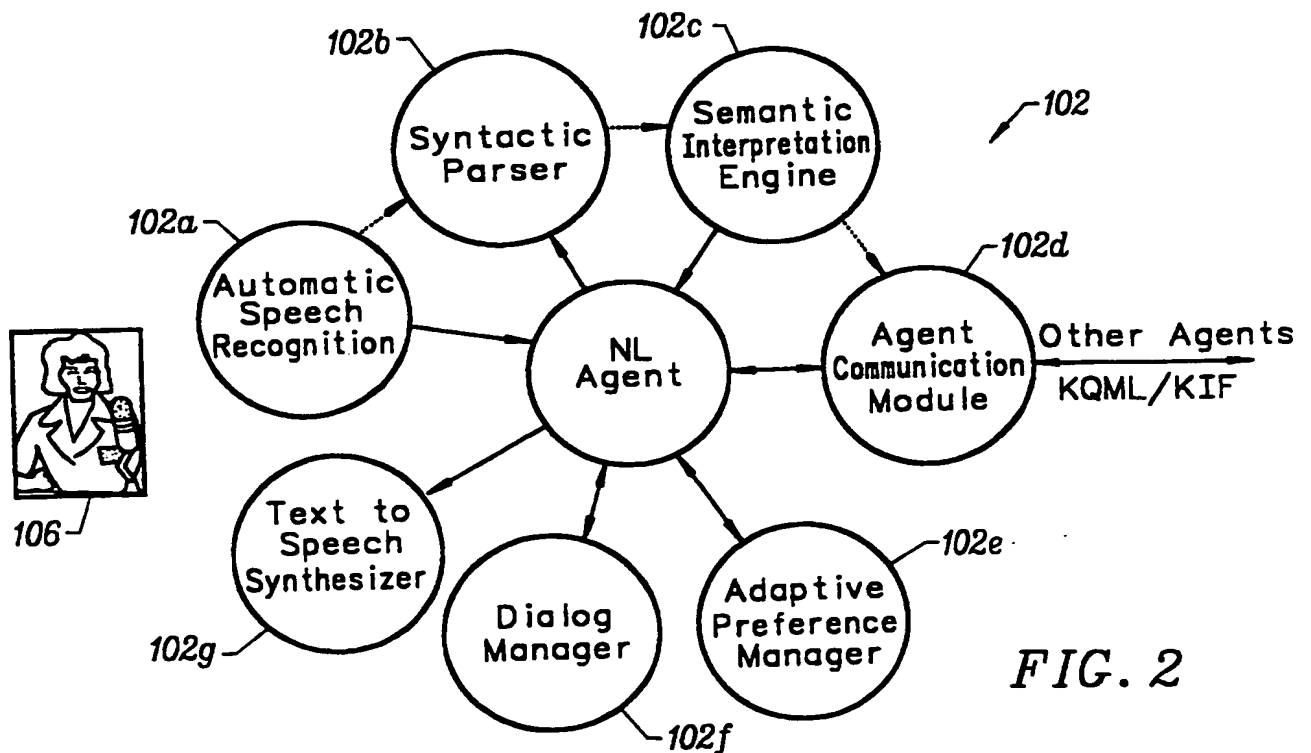 102b
102c
102
Syntactic
Parser
Semantic
Interpretation
Engine
102a
102d
Automatic
Speech
Recognition
NL
Agent
Agent
Communication
Module
Other Agents
KQML/KIF
106
Text to
Speech
Synthesizer
102g
Dialog
Manager
102f
102e
Adaptive
Preference
Manager
FIG. 2